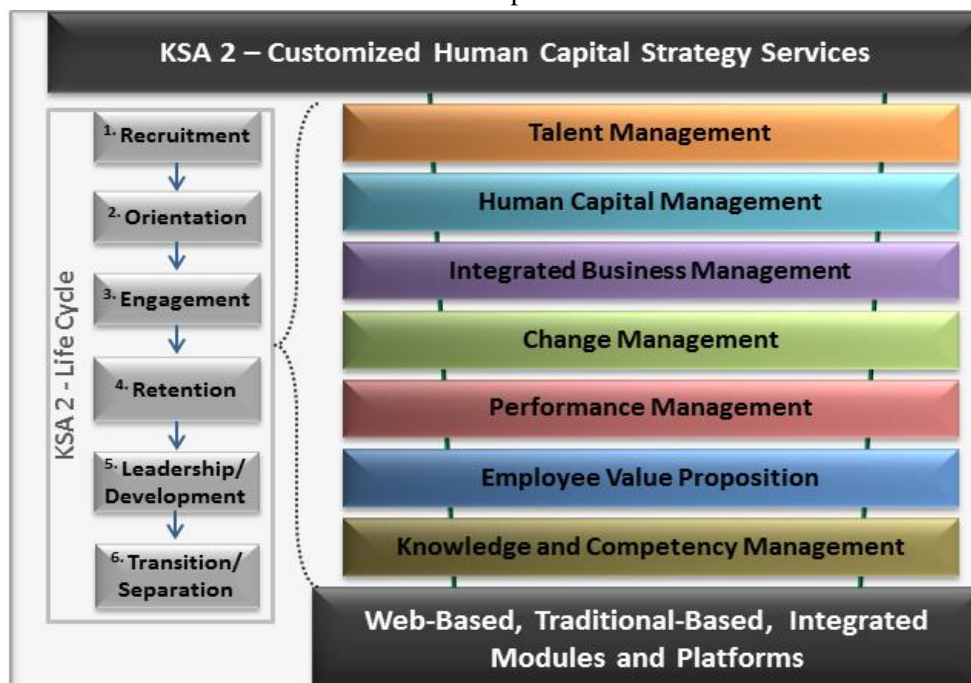 KSA 2 – Customized Human Capital Strategy Services
KSA 2 - Life Cycle
1. Recruitment
2. Orientation
3. Engagement
4. Retention
5. Leadership/
Development
6. Transition/
Separation
Talent Management
Human Capital Management
Integrated Business Management
Change Management
Performance Management
Employee Value Proposition
Knowledge and Competency Management
Web-Based, Traditional-Based, Integrated
Modules and Platforms